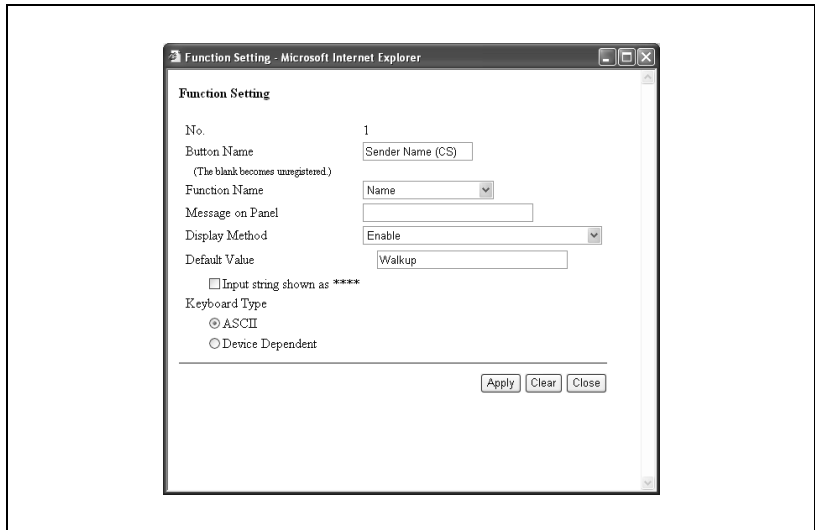 Function Setting - Microsoft Internet Explorer
Function Setting
No. 1
Button Name Sender Name (CS)
(The blank becomes unregistered.)
Function Name Name
Message on Panel
Display Method Enable
Default Value Walkup
Input string shown as ****
Keyboard Type
ASCII
Device Dependent
Apply Clear Close